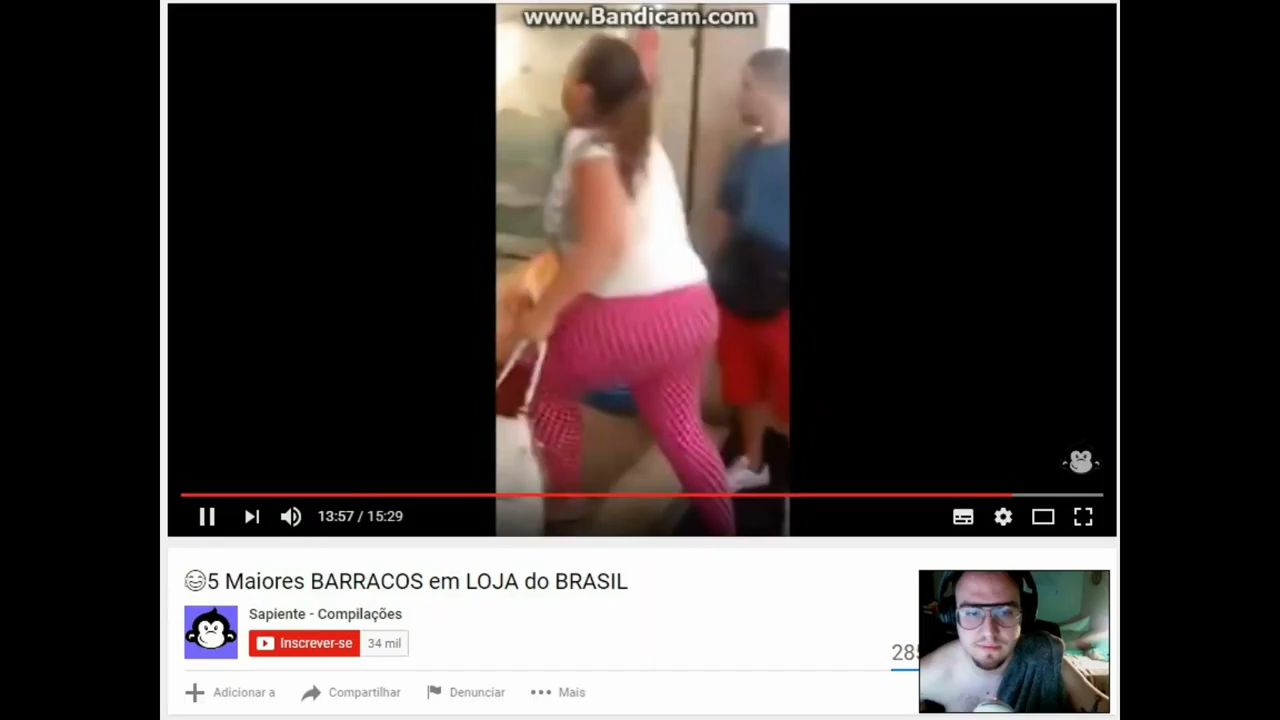 www.Bandicam.com
13:57 / 15:29
😂5 Maiores BARRACOS em LOJA do BRASIL
Sapiente - Compilações
Inscrever-se 34 mil
285
Adicionar a Compartilhar Denunciar Mais